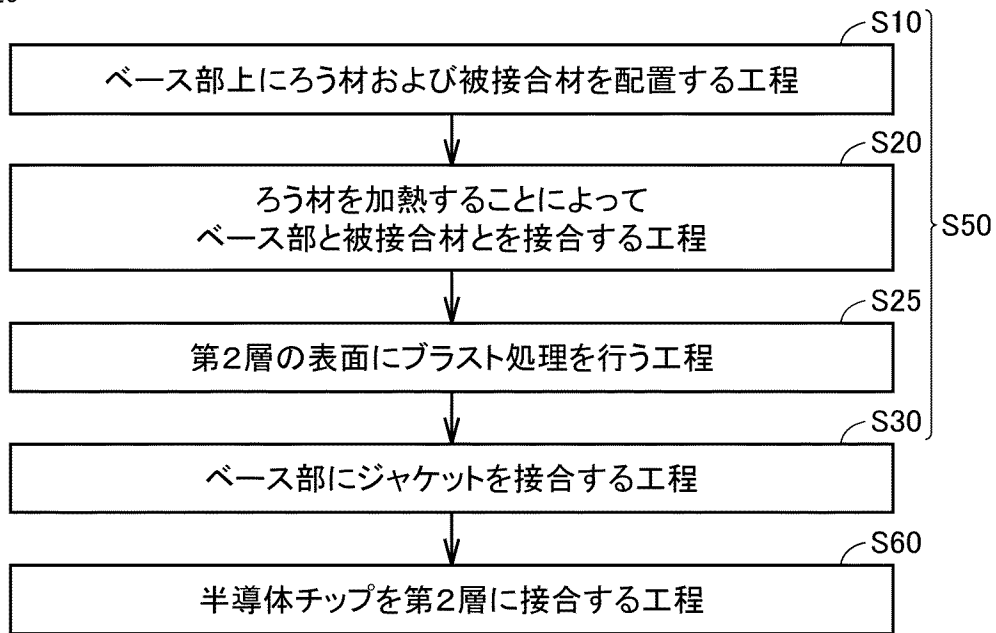 S10
ベース部上にろう材および被接合材を配置する工程
S20
ろう材を加熱することによって
ベース部と被接合材とを接合する工程
S50
S25
第2層の表面にブラスト処理を行う工程
S30
ベース部にジャケットを接合する工程
S60
半導体チップを第2層に接合する工程